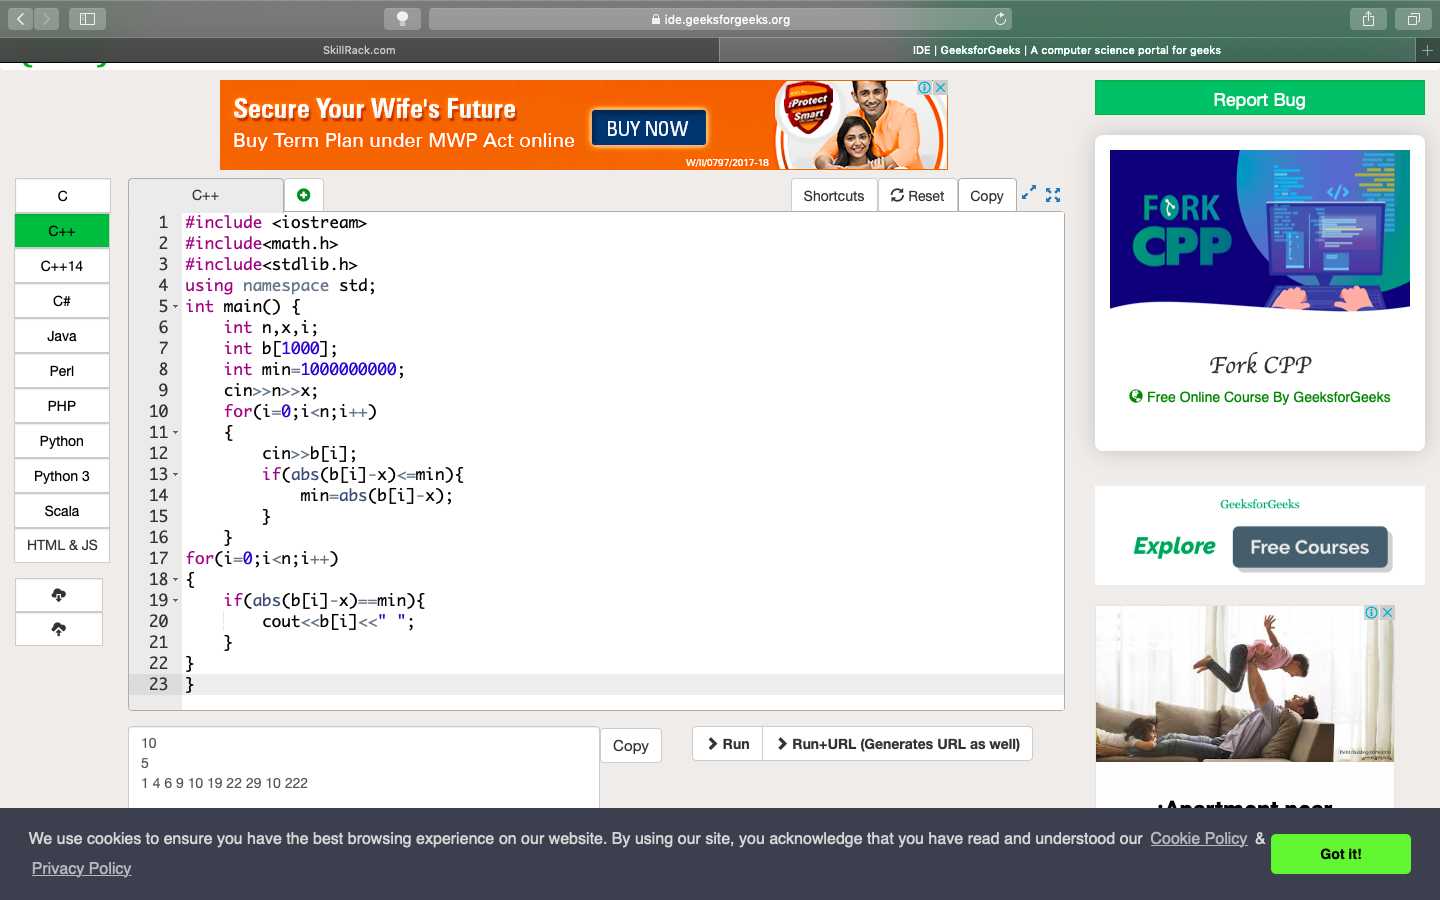 ide.geeksforgeeks.org
SkillRack.com
IDE | GeeksforGeeks | A computer science portal for geeks
Secure Your Wife's Future
Buy Term Plan under MWP Act online
BUY NOW
iProtect
Smart
W/II/0797/2017-18
Report Bug
FORK
CPP
Fork CPP
Free Online Course By GeeksforGeeks
GeeksforGeeks
Explore Free Courses
C
C++
C++14
C#
Java
Perl
PHP
Python
Python 3
Scala
HTML & JS
C++
Shortcuts Reset Copy
1 #include <iostream>
2 #include<math.h>
3 #include<stdlib.h>
4 using namespace std;
5 int main() {
6 int n,x,i;
7 int b[1000];
8 int min=1000000000;
9 cin>>n>>x;
10 for(i=0;i<n;i++)
11 {
12 cin>>b[i];
13 if(abs(b[i]-x)<=min){
14 min=abs(b[i]-x);
15 }
16 }
17 for(i=0;i<n;i++)
18 {
19 if(abs(b[i]-x)==min){
20 cout<<b[i]<<" ";
21 }
22 }
23 }
10
5
1 4 6 9 10 19 22 29 10 222
Copy
Run
Run+URL (Generates URL as well)
We use cookies to ensure you have the best browsing experience on our website. By using our site, you acknowledge that you have read and understood our Cookie Policy &
Privacy Policy
Got it!